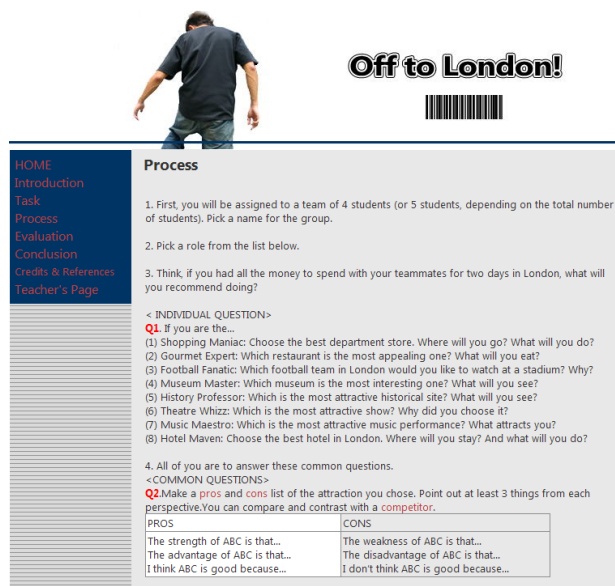 Off to London!
HOME
Introduction
Task
Process
Evaluation
Conclusion
Credits & References
Teacher's Page
Process
1. First, you will be assigned to a team of 4 students (or 5 students, depending on the total number
of students). Pick a name for the group.
2. Pick a role from the list below.
3. Think, if you had all the money to spend with your teammates for two days in London, what will
you recommend doing?
< INDIVIDUAL QUESTION>
Q1. If you are the...
(1) Shopping Maniac: Choose the best department store. Where will you go? What will you do?
(2) Gourmet Expert: Which restaurant is the most appealing one? What will you eat?
(3) Football Fanatic: Which football team in London would you like to watch at a stadium? Why?
(4) Museum Master: Which museum is the most interesting one? What will you see?
(5) History Professor: Which is the most attractive historical site? What will you see?
(6) Theatre Whizz: Which is the most attractive show? Why did you choose it?
(7) Music Maestro: Which is the most attractive music performance? What attracts you?
(8) Hotel Maven: Choose the best hotel in London. Where will you stay? And what will you do?
4. All of you are to answer these common questions.
<COMMON QUESTIONS>
Q2.Make a pros and cons list of the attraction you chose. Point out at least 3 things from each
perspective.You can compare and contrast with a competitor.
PROS CONS
The strength of ABC is that... The weakness of ABC is that...
The advantage of ABC is that... The disadvantage of ABC is that...
I think ABC is good because... I don't think ABC is good because...